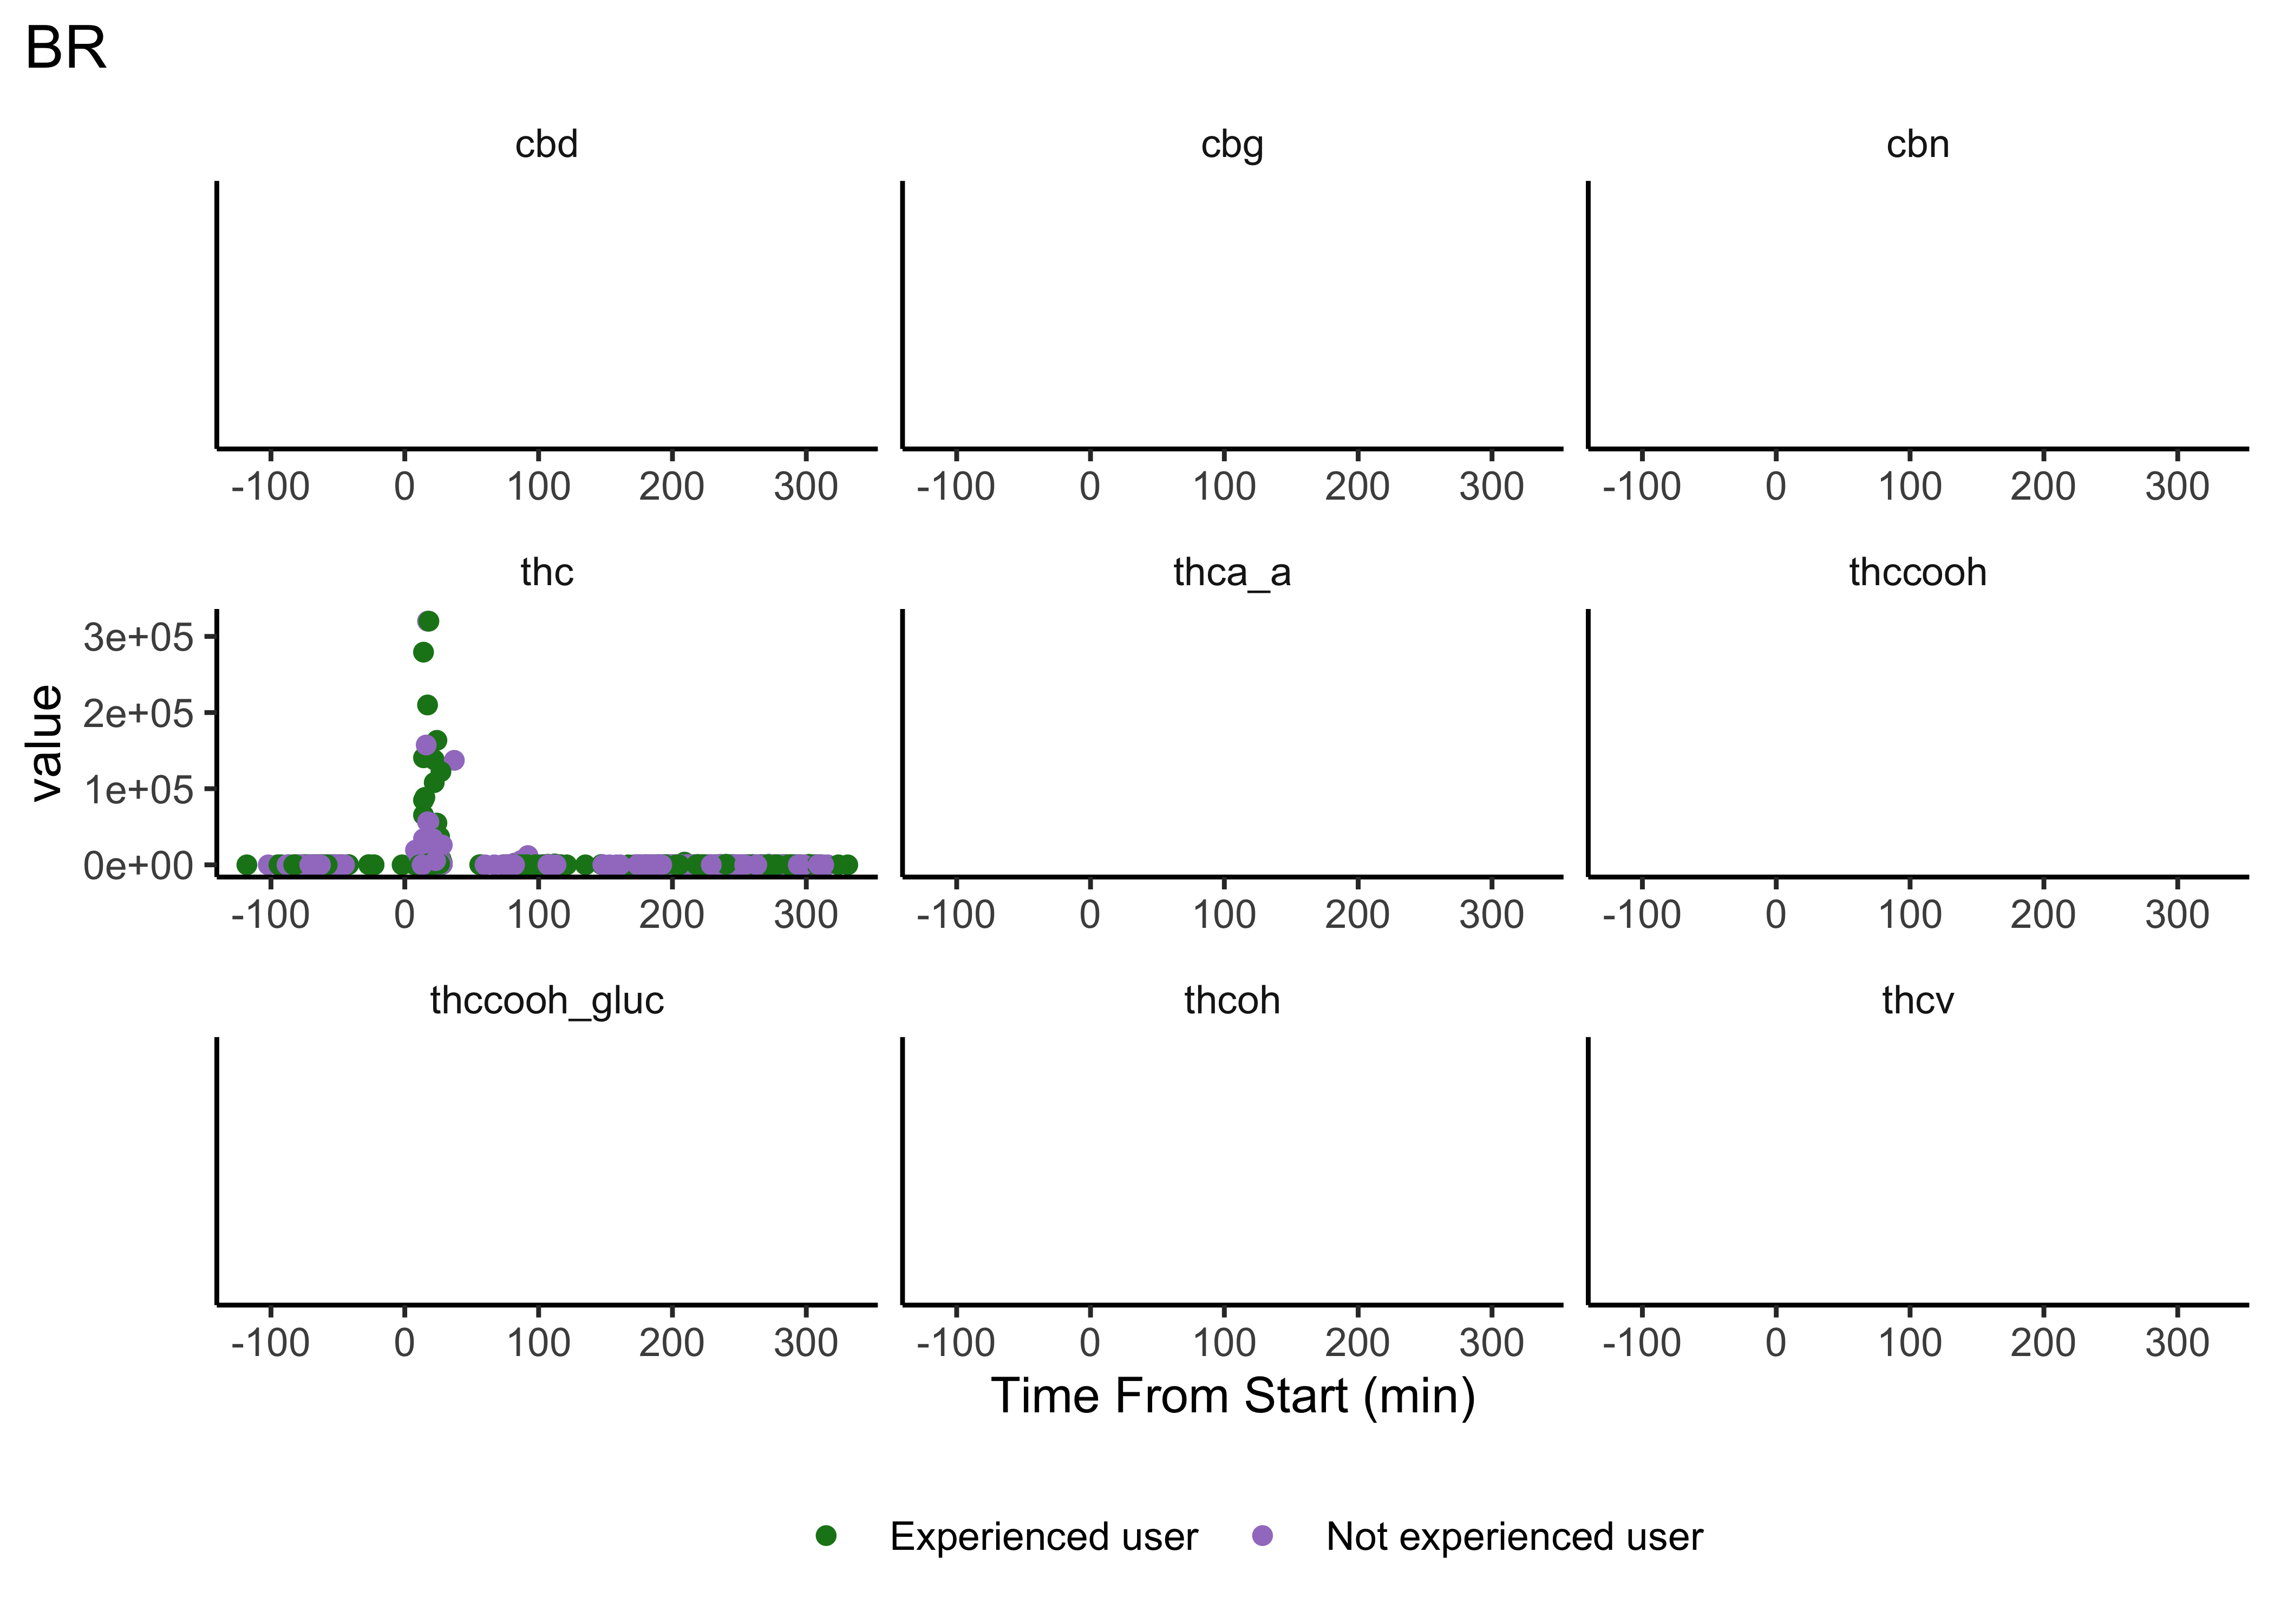 BR
cbd cbg cbn
-100 0 100 200 300 -100 0 100 200 300 -100 0 100 200 300
thc thca_a thccooh
value
3e+05
2e+05
1e+05
0e+00
-100 0 100 200 300 -100 0 100 200 300 -100 0 100 200 300
thccooh_gluc thcoh thcv
-100 0 100 200 300 -100 0 100 200 300 -100 0 100 200 300
Time From Start (min)
Experienced user Not experienced user